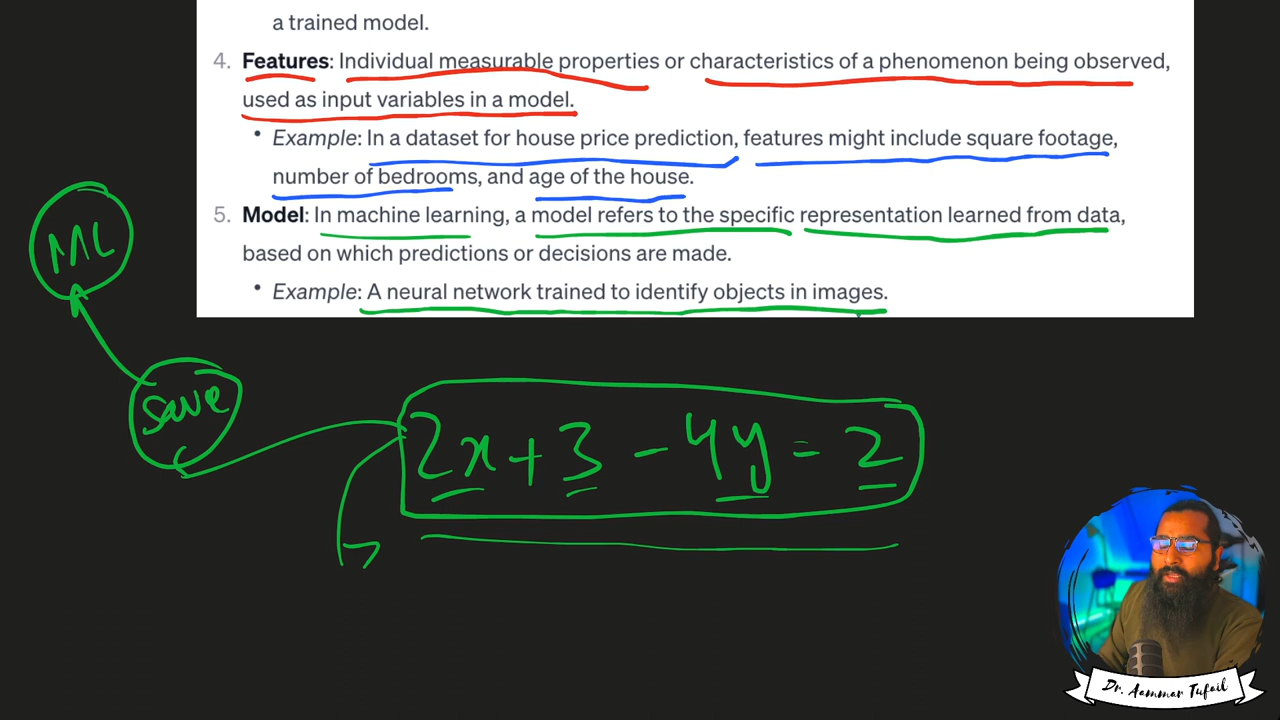 a trained model.
4. Features: Individual measurable properties or characteristics of a phenomenon being observed,
used as input variables in a model.
• Example: In a dataset for house price prediction, features might include square footage,
number of bedrooms, and age of the house.
5. Model: In machine learning, a model refers to the specific representation learned from data,
based on which predictions or decisions are made.
• Example: A neural network trained to identify objects in images.
ML
save
2x+3-4y=2
Dr. Aammar Tufail